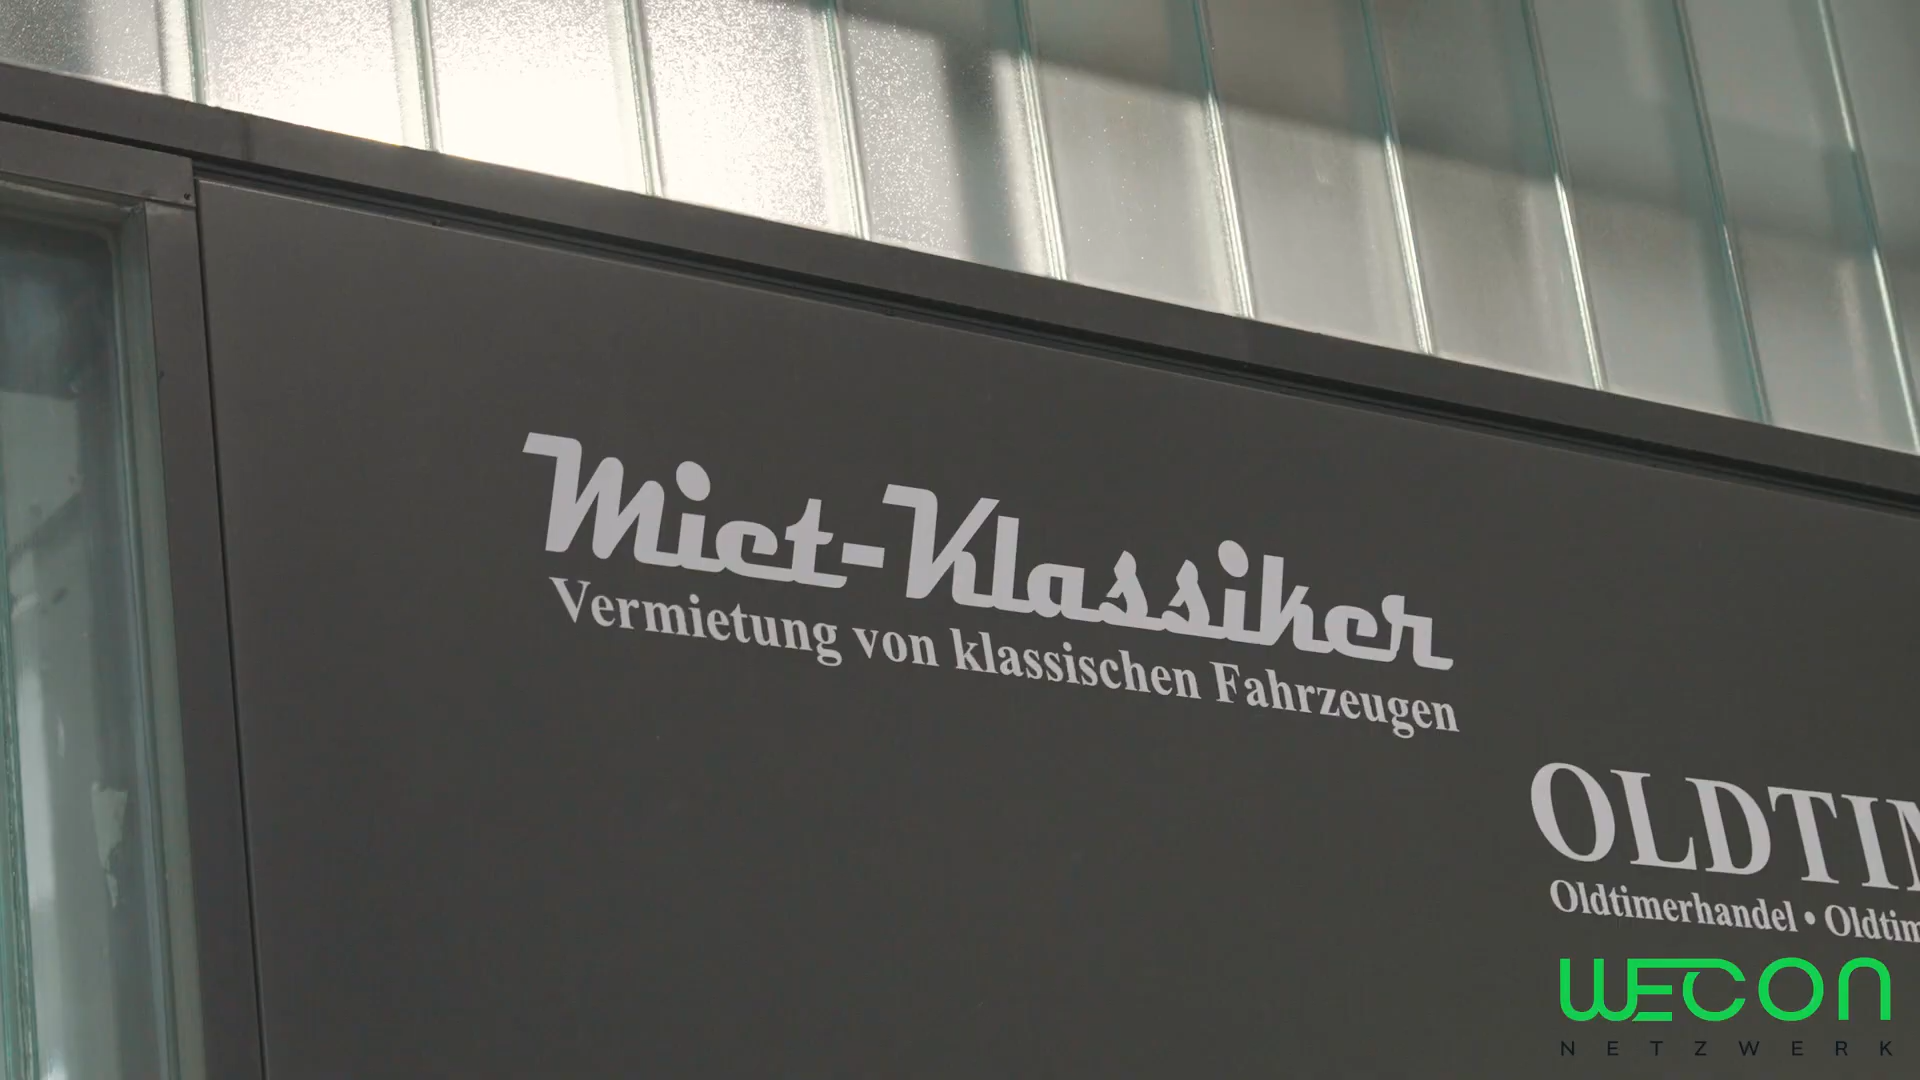 Miet-Klassiker
Vermietung von klassischen Fahrzeugen
OLDTIM
Oldtimerhandel • Oldtim
WECON
NETZWERK